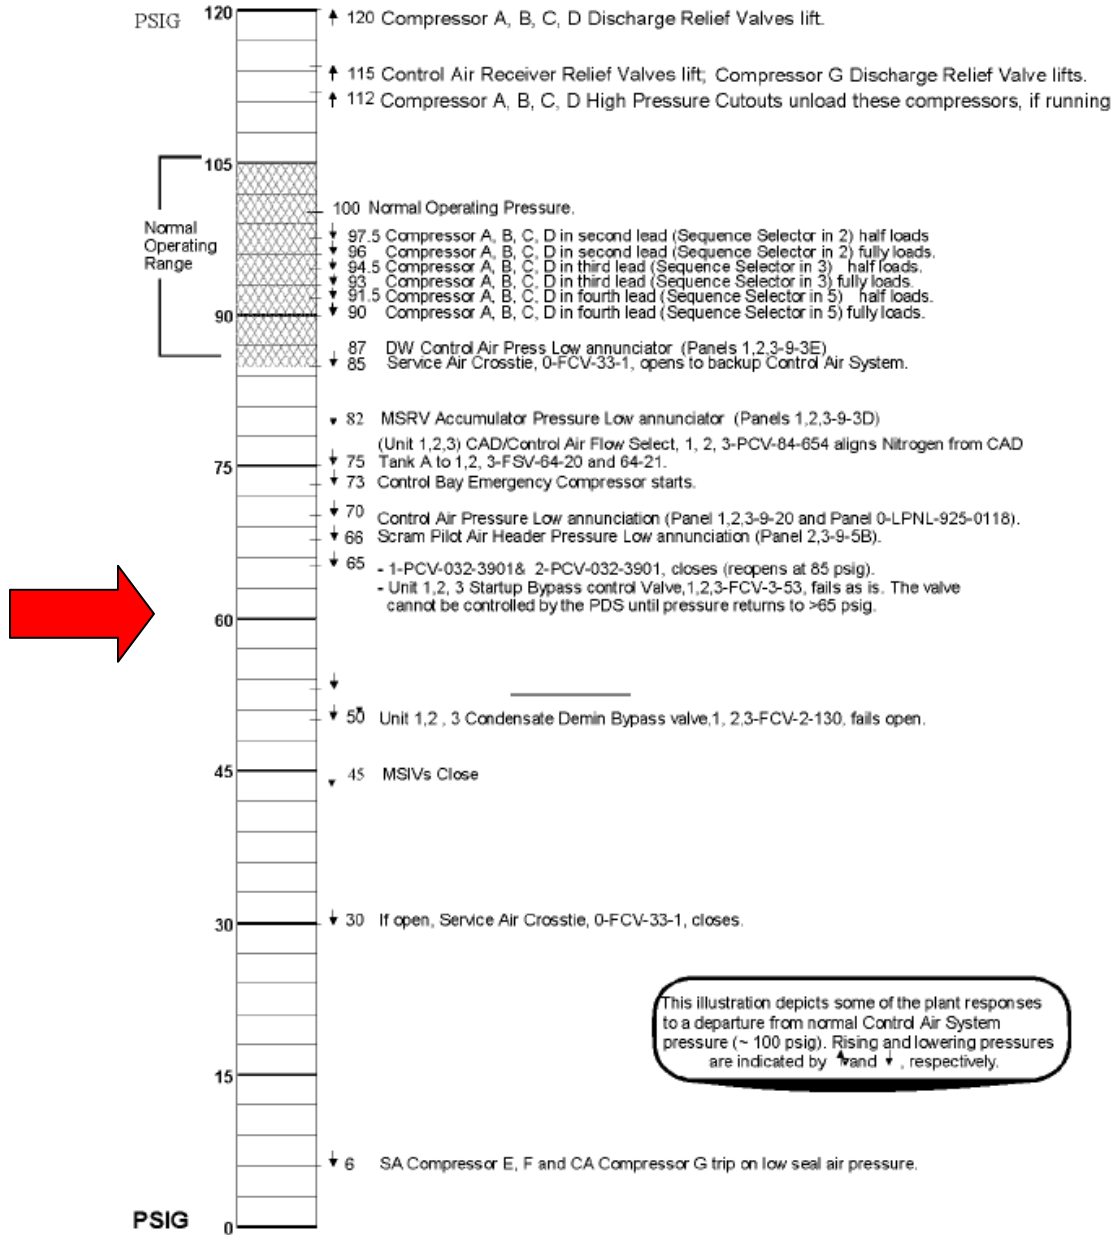 PSIG
120
120 Compressor A, B, C, D Discharge Relief Valves lift.
115 Control Air Receiver Relief Valves lift; Compressor G Discharge Relief Valve lifts.
112 Compressor A, B, C, D High Pressure Cutouts unload these compressors, if running
105
Normal
Operating
Range
100 Normal Operating Pressure.
97.5 Compressor A, B, C, D in second lead (Sequence Selector in 2) half loads
96 Compressor A, B, C, D in second lead (Sequence Selector in 2) fully loads.
94.5 Compressor A, B, C, D in third lead (Sequence Selector in 3) half loads.
93 Compressor A, B, C, D in third lead (Sequence Selector in 3) fully loads.
91.5 Compressor A, B, C, D in fourth lead (Sequence Selector in 5) half loads.
90
90 Compressor A, B, C, D in fourth lead (Sequence Selector in 5) fully loads.
87 DW Control Air Press Low annunciator (Panels 1,2,3-9-3E)
85 Service Air Crosstie, 0-FCV-33-1, opens to backup Control Air System.
82 MSRV Accumulator Pressure Low annunciator (Panels 1,2,3-9-3D)
(Unit 1,2,3) CAD/Control Air Flow Select, 1, 2, 3-PCV-84-654 aligns Nitrogen from CAD
75
75 Tank A to 1,2, 3-FSV-64-20 and 64-21.
73 Control Bay Emergency Compressor starts.
70 Control Air Pressure Low annunciation (Panel 1,2,3-9-20 and Panel 0-LPNL-925-0118).
66 Scram Pilot Air Header Pressure Low annunciation (Panel 2,3-9-5B).
65 - 1-PCV-032-3901& 2-PCV-032-3901, closes (reopens at 85 psig).
- Unit 1,2, 3 Startup Bypass control Valve,1,2,3-FCV-3-53, fails as is. The valve
cannot be controlled by the PDS until pressure returns to >65 psig.
60
50 Unit 1,2 , 3 Condensate Demin Bypass valve,1, 2,3-FCV-2-130, fails open.
45
45 MSIVs Close
30
30 If open, Service Air Crosstie, 0-FCV-33-1, closes.
This illustration depicts some of the plant responses
to a departure from normal Control Air System
pressure (~ 100 psig). Rising and lowering pressures
are indicated by and , respectively.
15
6 SA Compressor E, F and CA Compressor G trip on low seal air pressure.
PSIG
0